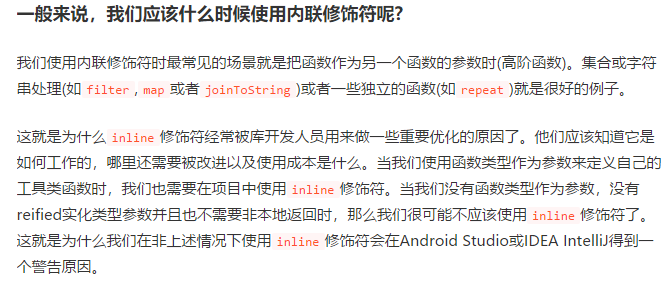 一般来说，我们应该什么时候使用内联修饰符呢?
我们使用内联修饰符时最常见的场景就是把函数作为另一个函数的参数时(高阶函数)。集合或字符
串处理(如 filter , map 或者 joinToString )或者一些独立的函数(如 repeat )就是很好的例子。
这就是为什么 inline 修饰符经常被库开发人员用来做一些重要优化的原因了。他们应该知道它是
如何工作的，哪里还需要被改进以及使用成本是什么。当我们使用函数类型作为参数来定义自己的
工具类函数时，我们也需要在项目中使用 inline 修饰符。当我们没有函数类型作为参数，没有
reified实化类型参数并且也不需要非本地返回时，那么我们很可能不应该使用 inline 修饰符了。
这就是为什么我们在非上述情况下使用 inline 修饰符会在Android Studio或IDEA IntelliJ得到一
个警告原因。